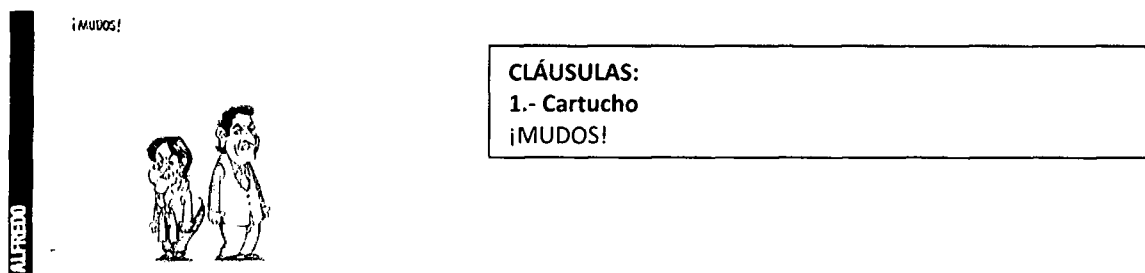 ¡MUDOS!
ALFREDO
CLÁUSULAS:
1.- Cartucho
¡MUDOS!